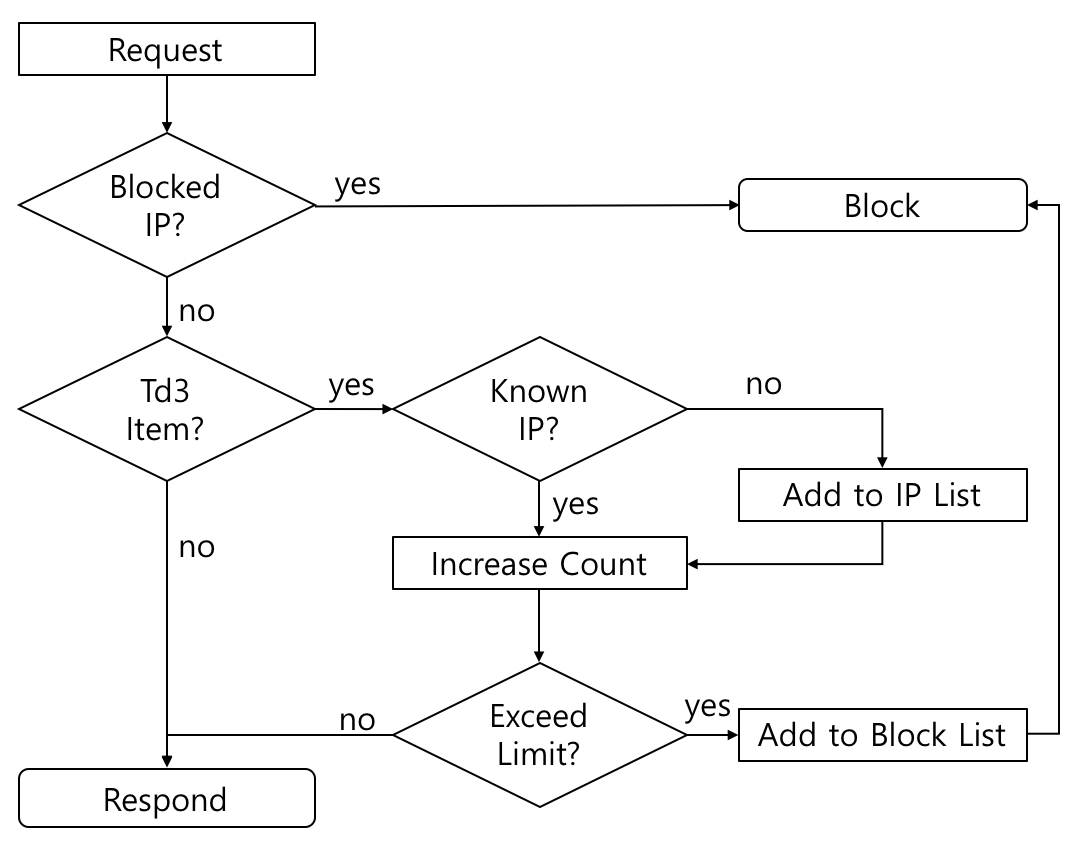 Request
Blocked
IP?
yes
Block
no
Td3
Item?
yes
Known
IP?
no
Add to IP List
yes
no
Increase Count
Exceed
Limit?
no
yes
Add to Block List
Respond